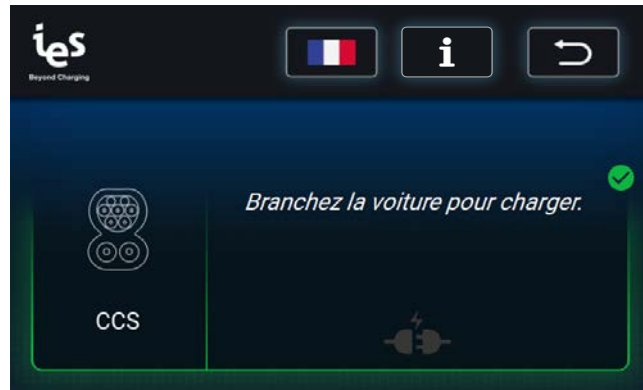 ies
Beyond Charging
i
Branchez la voiture pour charger.
CCS